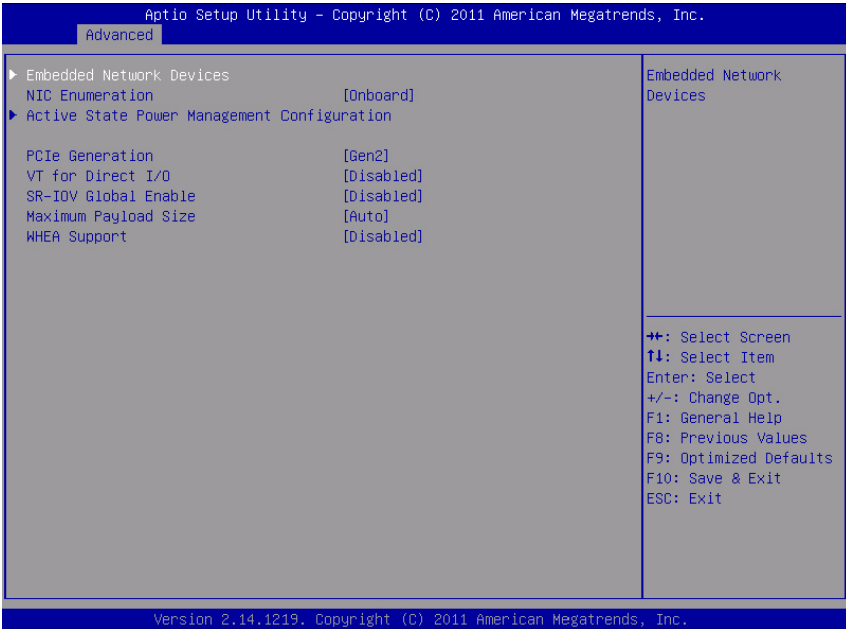 Aptio Setup Utility – Copyright (C) 2011 American Megatrends, Inc.
Advanced
▶ Embedded Network Devices
NIC Enumeration [Onboard]
▶ Active State Power Management Configuration
PCIe Generation [Gen2]
VT for Direct I/O [Disabled]
SR-IOV Global Enable [Disabled]
Maximum Payload Size [Auto]
WHEA Support [Disabled]
Embedded Network
Devices
→←: Select Screen
↑↓: Select Item
Enter: Select
+/-: Change Opt.
F1: General Help
F8: Previous Values
F9: Optimized Defaults
F10: Save & Exit
ESC: Exit
Version 2.14.1219. Copyright (C) 2011 American Megatrends, Inc.